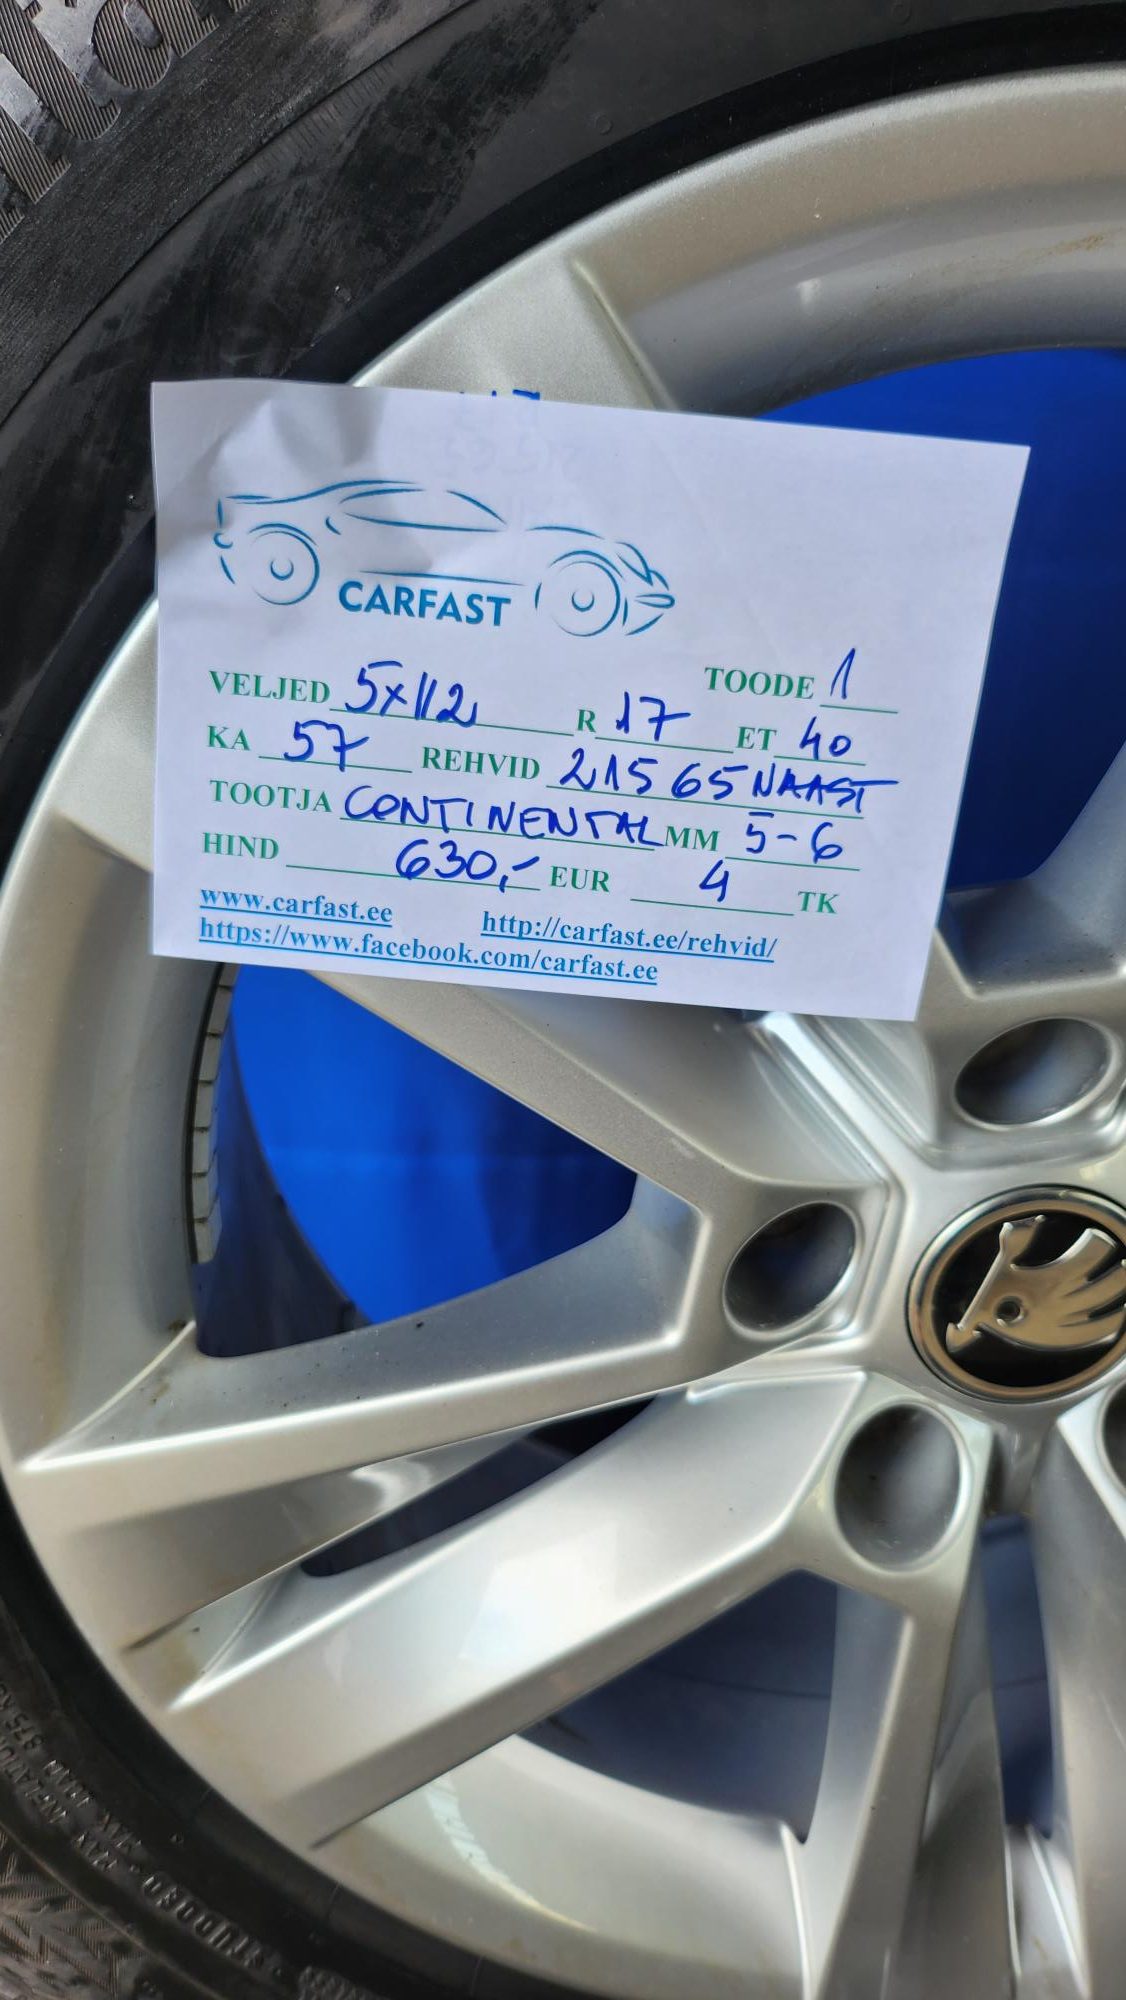 CARFAST
TOODE 1
VELJED 5x112 R 17 ET 40
KA 57 REHVID 215 65 NAAST
TOOTJA CONTINENTAL MM 5-6
HIND 630,- EUR 4 TK
www.carfast.ee http://carfast.ee/rehvid/
https://www.facebook.com/carfast.ee